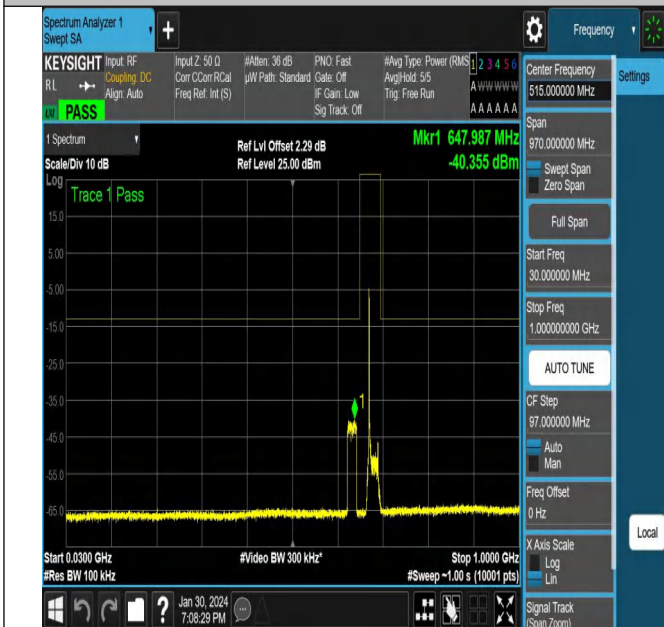 Spectrum Analyzer 1
Swept SA
Frequency
KEYSIGHT
Input: RF
Coupling: DC
Align: Auto
Input Z: 50 Ω
Corr CCorr RCal
Freq Ref: Int (S)
#Atten: 36 dB
µW Path: Standard
PNO: Fast
Gate: Off
IF Gain: Low
Sig Track: Off
#Avg Type: Power (RMS
Avg|Hold: 5/5
Trig: Free Run
1 2 3 4 5 6
A W W W W W
A A A A A A
RL
LXI
PASS
1 Spectrum
Scale/Div 10 dB
Ref Lvl Offset 2.29 dB
Ref Level 25.00 dBm
Mkr1 647.987 MHz
-40.355 dBm
Log
Trace 1 Pass
15.0
5.00
-5.00
-15.0
-25.0
-35.0
-45.0
-55.0
-65.0
1
Start 0.0300 GHz
#Res BW 100 kHz
#Video BW 300 kHz*
Stop 1.0000 GHz
#Sweep ~1.00 s (10001 pts)
Jan 30, 2024
7:08:29 PM
Center Frequency
515.000000 MHz
Settings
Span
970.000000 MHz
Swept Span
Zero Span
Full Span
Start Freq
30.000000 MHz
Stop Freq
1.000000000 GHz
AUTO TUNE
CF Step
97.000000 MHz
Auto
Man
Freq Offset
0 Hz
Local
X Axis Scale
Log
Lin
Signal Track
(Span Zoom)